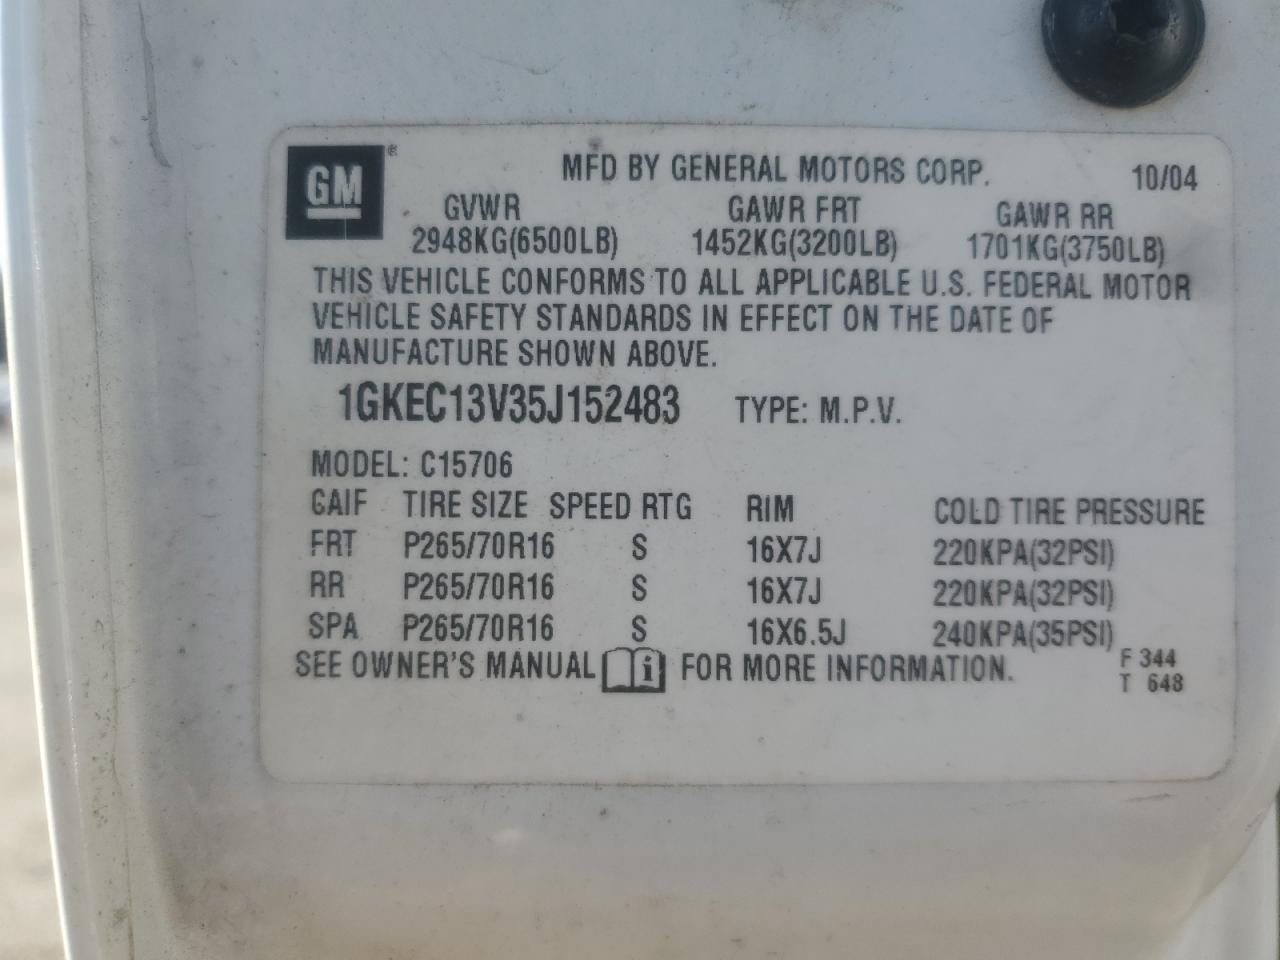 GM®
MFD BY GENERAL MOTORS CORP. 10/04
GVWR GAWR FRT GAWR RR
2948KG(6500LB) 1452KG(3200LB) 1701KG(3750LB)
THIS VEHICLE CONFORMS TO ALL APPLICABLE U.S. FEDERAL MOTOR
VEHICLE SAFETY STANDARDS IN EFFECT ON THE DATE OF
MANUFACTURE SHOWN ABOVE.
1GKEC13V35J152483 TYPE: M.P.V.
MODEL: C15706
CAIF TIRE SIZE SPEED RTG RIM COLD TIRE PRESSURE
FRT P265/70R16 S 16X7J 220KPA(32PSI)
RR P265/70R16 S 16X7J 220KPA(32PSI)
SPA P265/70R16 S 16X6.5J 240KPA(35PSI)
SEE OWNER'S MANUAL i FOR MORE INFORMATION.
F 344
T 648